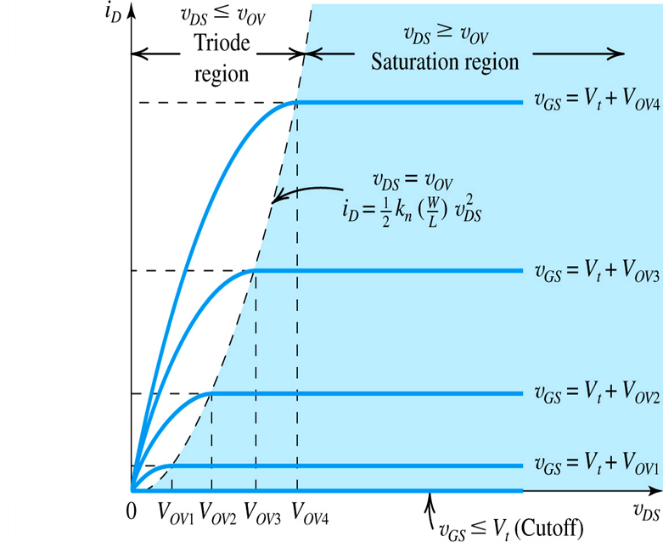 i_D
v_DS ≤ v_OV
Triode
region
v_DS ≥ v_OV
Saturation region
v_GS = V_t + V_OV4
v_DS = v_OV
i_D = 1/2 k_n (W/L) v_DS^2
v_GS = V_t + V_OV3
v_GS = V_t + V_OV2
v_GS = V_t + V_OV1
0 V_OV1 V_OV2 V_OV3 V_OV4
v_DS
v_GS ≤ V_t (Cutoff)